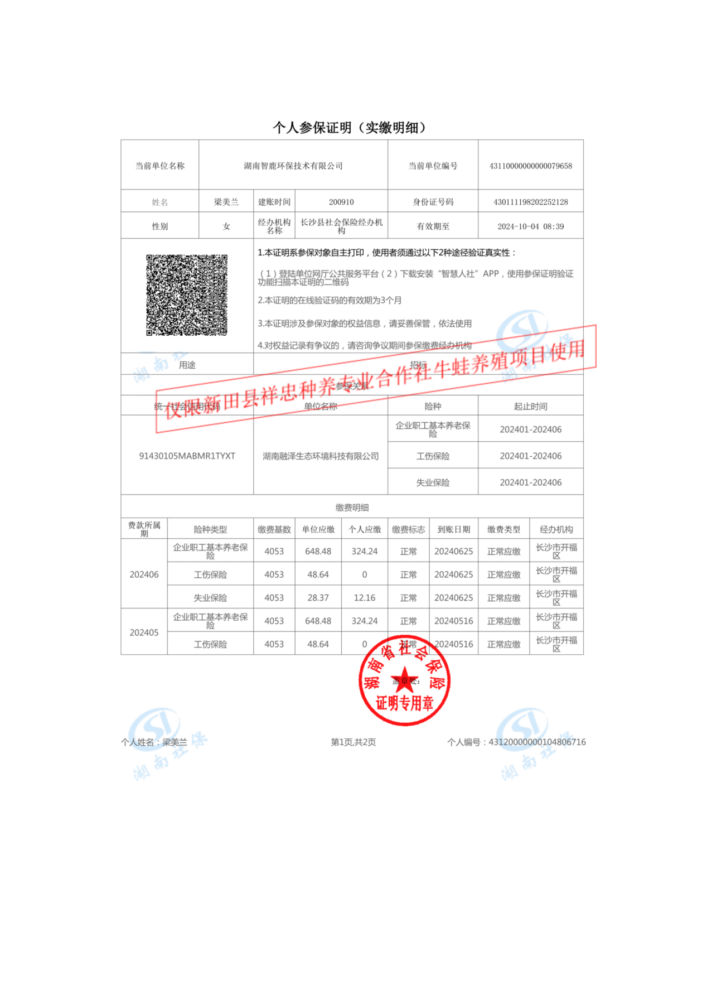 个人参保证明（实缴明细）
当前单位名称 湖南智鹿环保技术有限公司 当前单位编号 43110000000000079658
姓名 梁美兰 建账时间 200910 身份证号码 430111198202252128
性别 女 经办机构名称 长沙县社会保险经办机构 有效期至 2024-10-04 08:39
1.本证明系参保对象自主打印，使用者须通过以下2种途径验证真实性：
（1）登陆单位网厅公共服务平台（2）下载安装“智慧人社”APP，使用参保证明验证
功能扫描本证明的二维码
2.本证明的在线验证码的有效期为3个月
3.本证明涉及参保对象的权益信息，请妥善保管，依法使用
4.对权益记录有争议的，请咨询争议期间参保缴费经办机构
用途 招标
仅限新田县祥忠种养专业合作社牛蛙养殖项目使用
参保关系
统一社会信用代码 单位名称 险种 起止时间
91430105MABMR1TYXT 湖南融泽生态环境科技有限公司 企业职工基本养老保险 202401-202406
工伤保险 202401-202406
失业保险 202401-202406
缴费明细
费款所属期 险种类型 缴费基数 单位应缴 个人应缴 缴费标志 到账日期 缴费类型 经办机构
202406 企业职工基本养老保险 4053 648.48 324.24 正常 20240625 正常应缴 长沙市开福区
工伤保险 4053 48.64 0 正常 20240625 正常应缴 长沙市开福区
失业保险 4053 28.37 12.16 正常 20240625 正常应缴 长沙市开福区
202405 企业职工基本养老保险 4053 648.48 324.24 正常 20240516 正常应缴 长沙市开福区
工伤保险 4053 48.64 0 正常 20240516 正常应缴 长沙市开福区
湖南省社会保险
盖章处：
证明专用章
个人姓名：梁美兰 第1页,共2页 个人编号：43120000000104806716
湖南社保
湖南社保
湖南社保
湖南社保